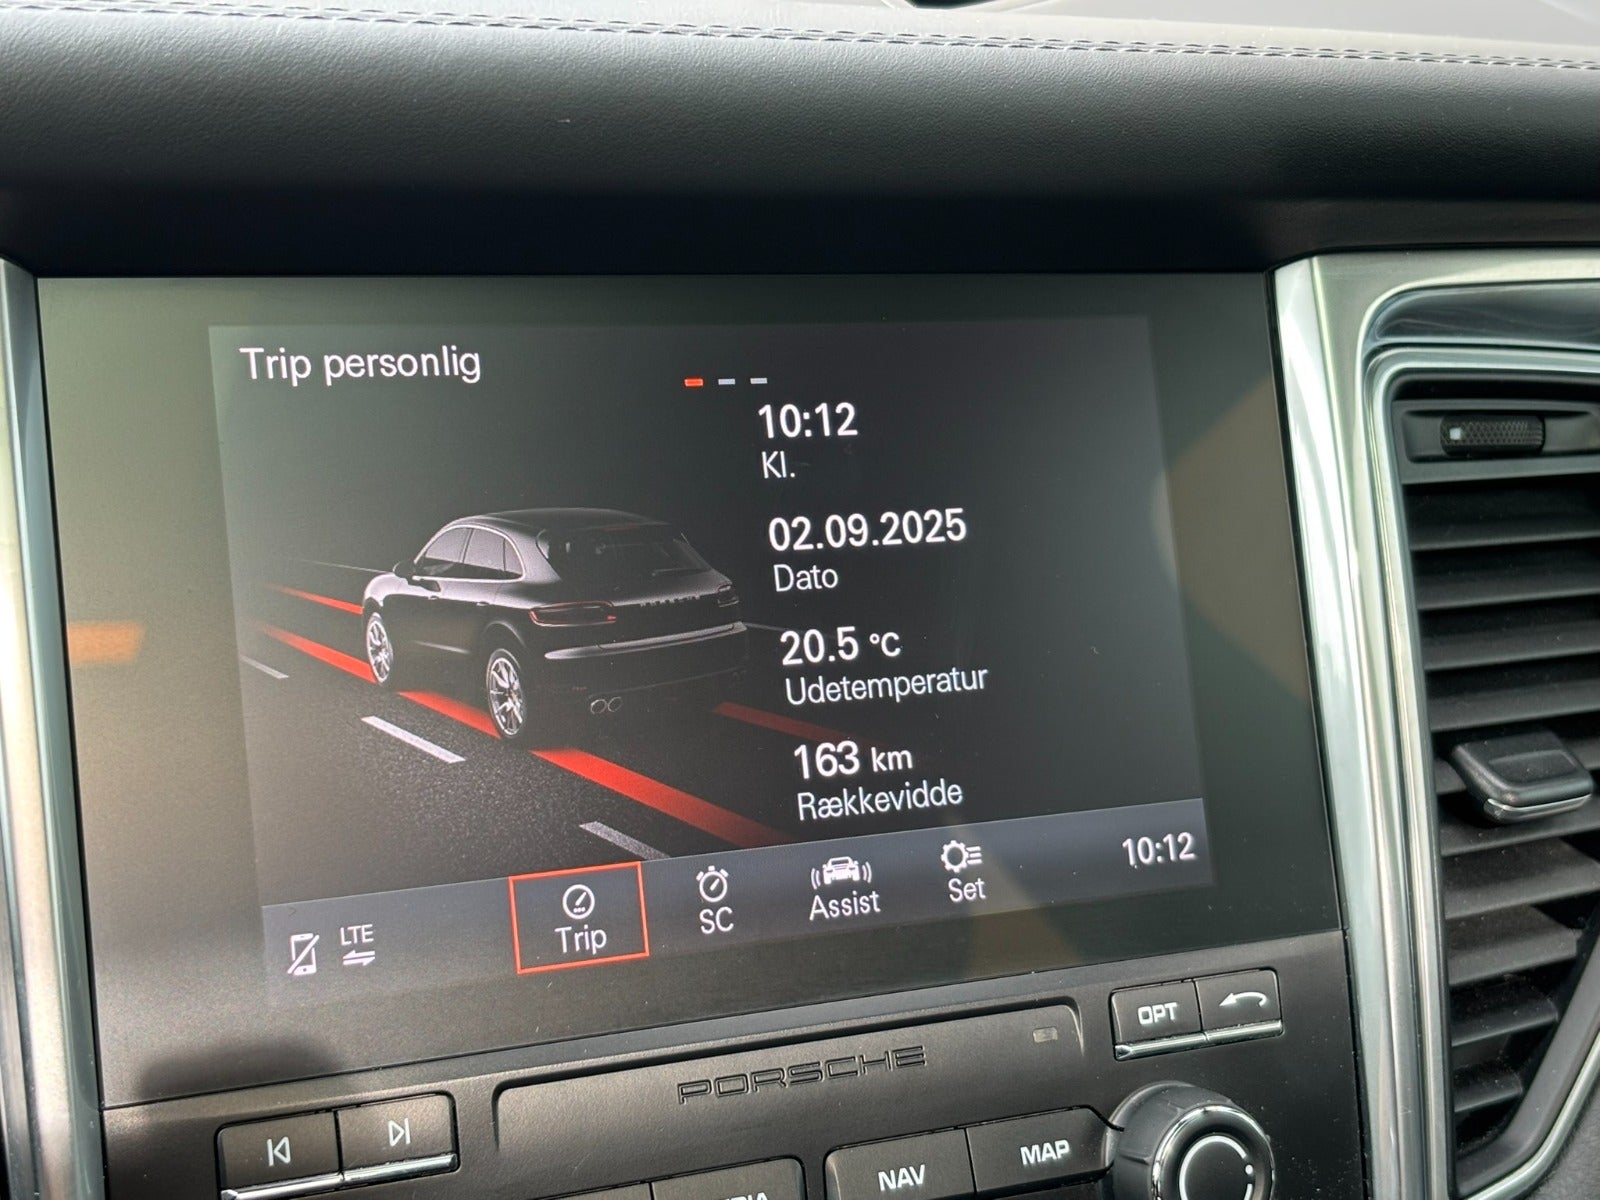 Trip personlig
10:12
Kl.
02.09.2025
Dato
20.5 °C
Udetemperatur
163 km
Rækkevidde
LTE
Trip
SC
Assist
Set
10:12
OPT
PORSCHE
NAV
MAP